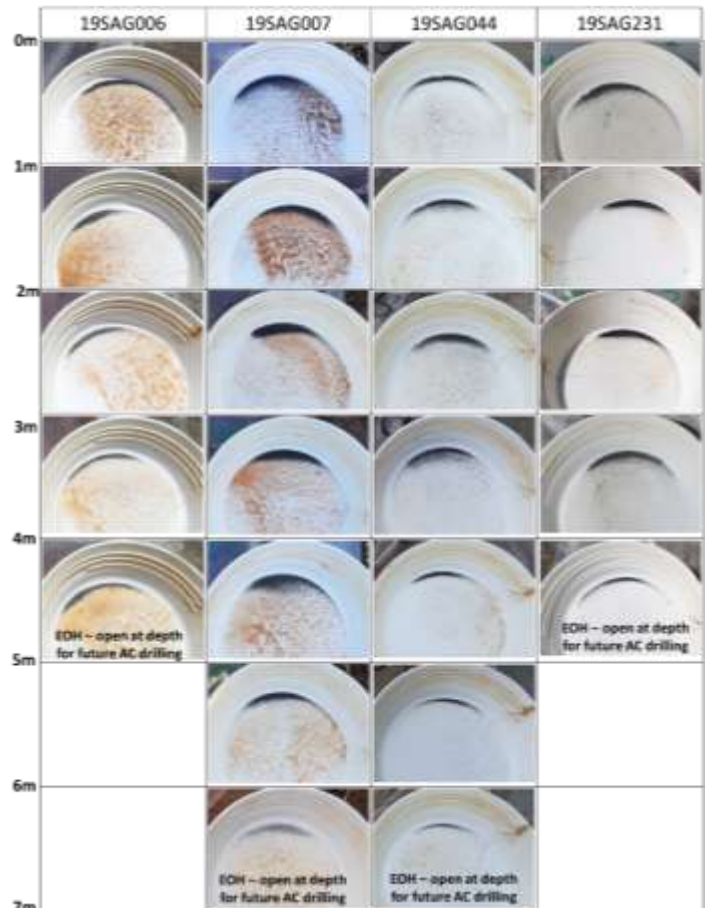 19SAG006 19SAG007 19SAG044 19SAG231
0m
1m
2m
3m
4m
EOH – open at depth
for future AC drilling
EOH – open at depth
for future AC drilling
5m
6m
EOH – open at depth
for future AC drilling
EOH – open at depth
for future AC drilling
7m